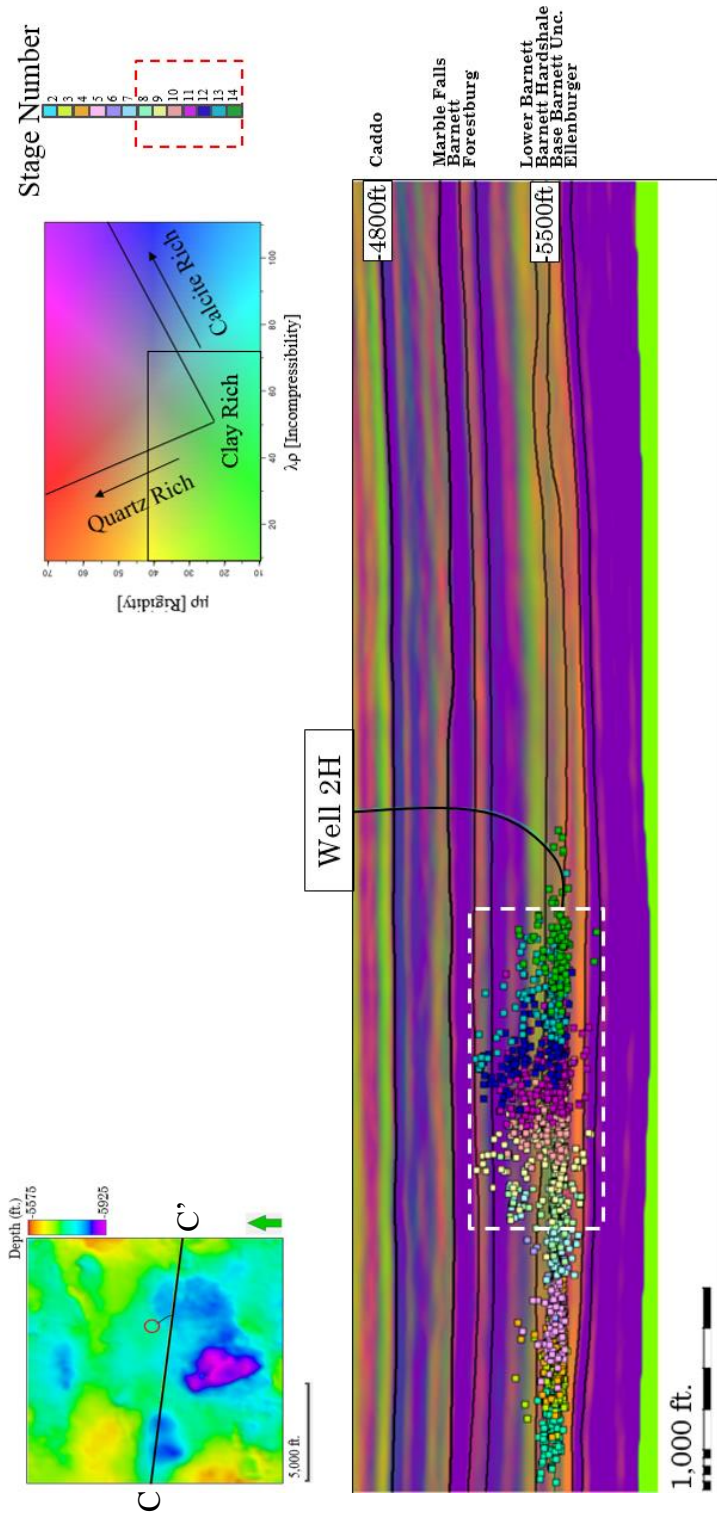 Depth (ft.)
-5575
-5925
C
C'
5,000 ft.
μρ [Rigidity]
70
60
50
40
30
20
10
Quartz Rich
Calcite Rich
Clay Rich
20
40
60
80
100
λρ [Incompressibility]
Stage Number
2
3
4
5
6
7
8
9
10
11
12
13
14
Well 2H
-4800ft
-5500ft
Caddo
Marble Falls
Barnett
Forestburg
Lower Barnett
Barnett Hardshale
Base Barnett Unc.
Ellenburger
1,000 ft.